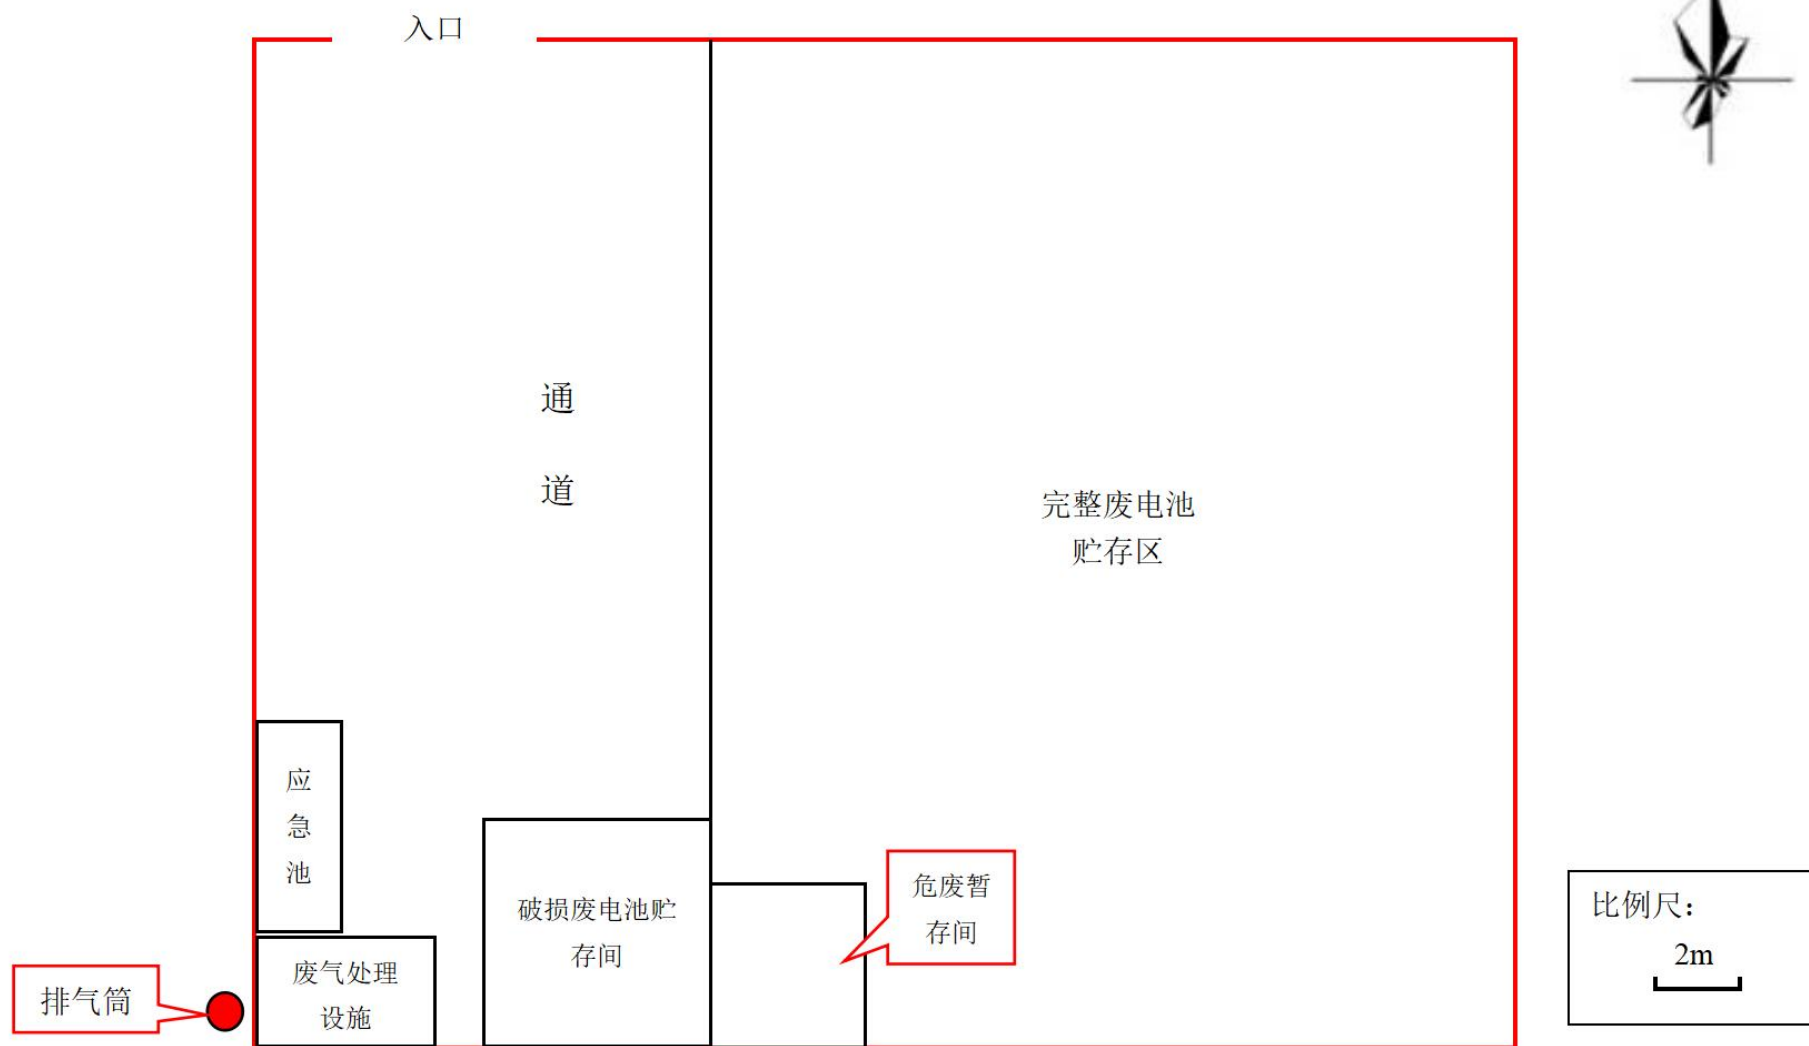 入口
通
道
完整废电池
贮存区
应
急
池
破损废电池贮
存间
危废暂
存间
废气处理
设施
排气筒
比例尺：
2m